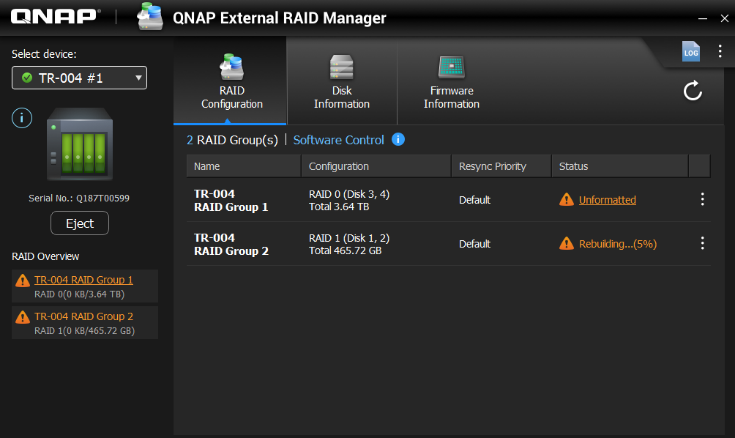 QNAP QNAP External RAID Manager
Select device:
TR-004 #1
Serial No.: Q187T00599
Eject
RAID Overview
TR-004 RAID Group 1
RAID 0(0 KB/3.64 TB)
TR-004 RAID Group 2
RAID 1(0 KB/465.72 GB)
RAID
Configuration
Disk
Information
Firmware
Information
LOG
2 RAID Group(s) | Software Control
Name Configuration Resync Priority Status
TR-004
RAID Group 1
RAID 0 (Disk 3, 4)
Total 3.64 TB
Default
Unformatted
TR-004
RAID Group 2
RAID 1 (Disk 1, 2)
Total 465.72 GB
Default
Rebuilding...(5%)